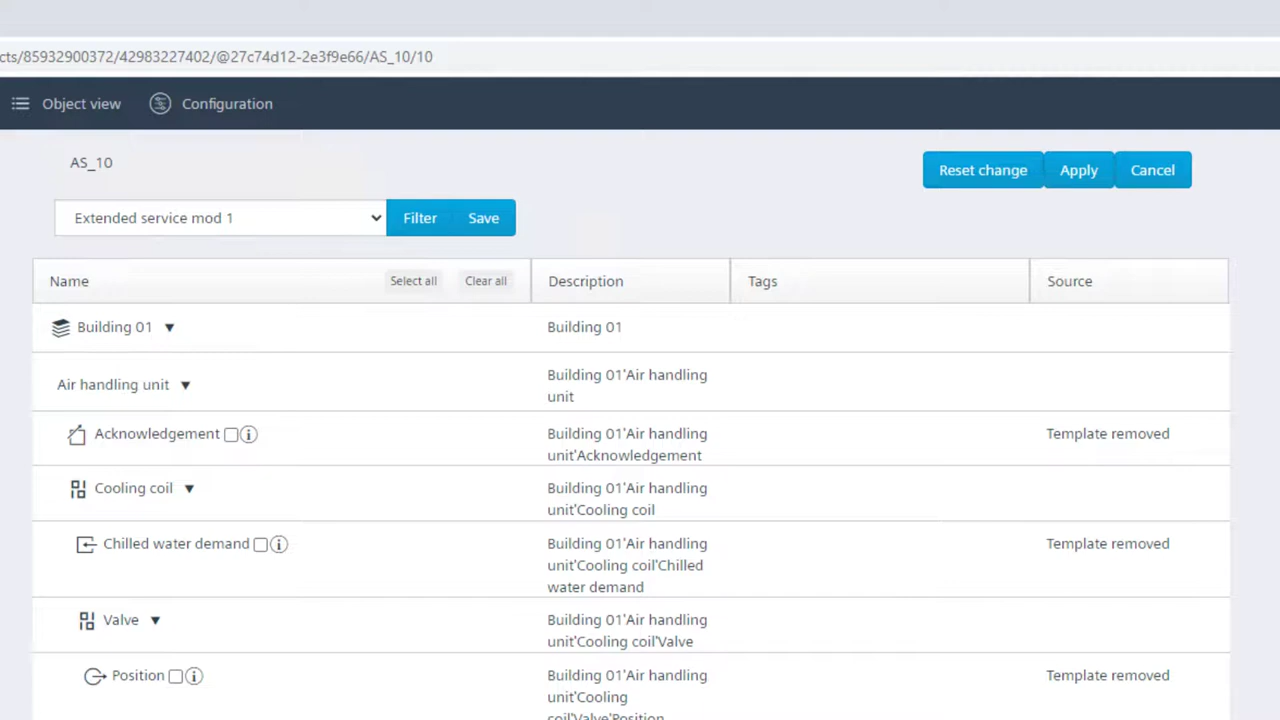 cts/85932900372/42983227402/@27c74d12-2e3f9e66/AS_10/10
Object view Configuration
AS_10
Reset change Apply Cancel
Extended service mod 1 Filter Save
Name Select all Clear all Description Tags Source
Building 01 Building 01
Air handling unit Building 01'Air handling
unit
Acknowledgement Building 01'Air handling Template removed
unit'Acknowledgement
Cooling coil Building 01'Air handling
unit'Cooling coil
Chilled water demand Building 01'Air handling Template removed
unit'Cooling coil'Chilled
water demand
Valve Building 01'Air handling
unit'Cooling coil'Valve
Position Building 01'Air handling Template removed
unit'Cooling
coil'Valve'Position